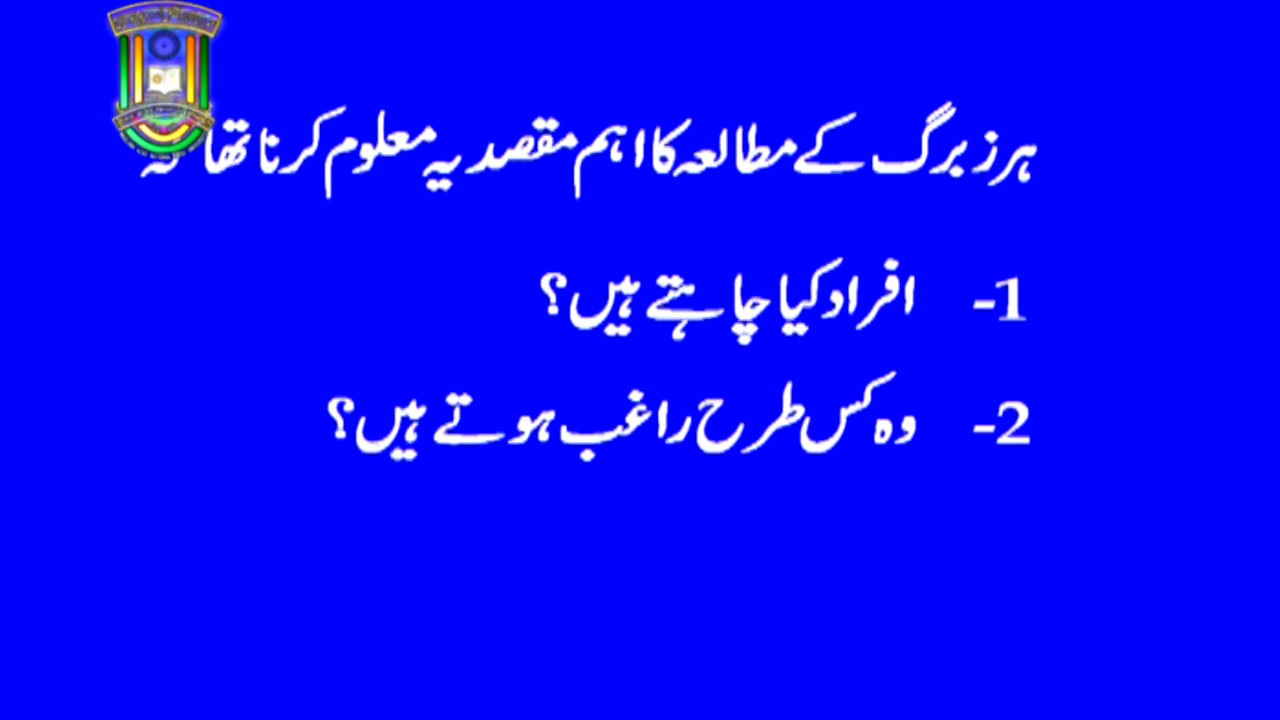 ہرزبرگ کے مطالعہ کا اہم مقصد یہ معلوم کرنا تھا
1- افراد کیا چاہتے ہیں؟
2- وہ کس طرح راغب ہوتے ہیں؟